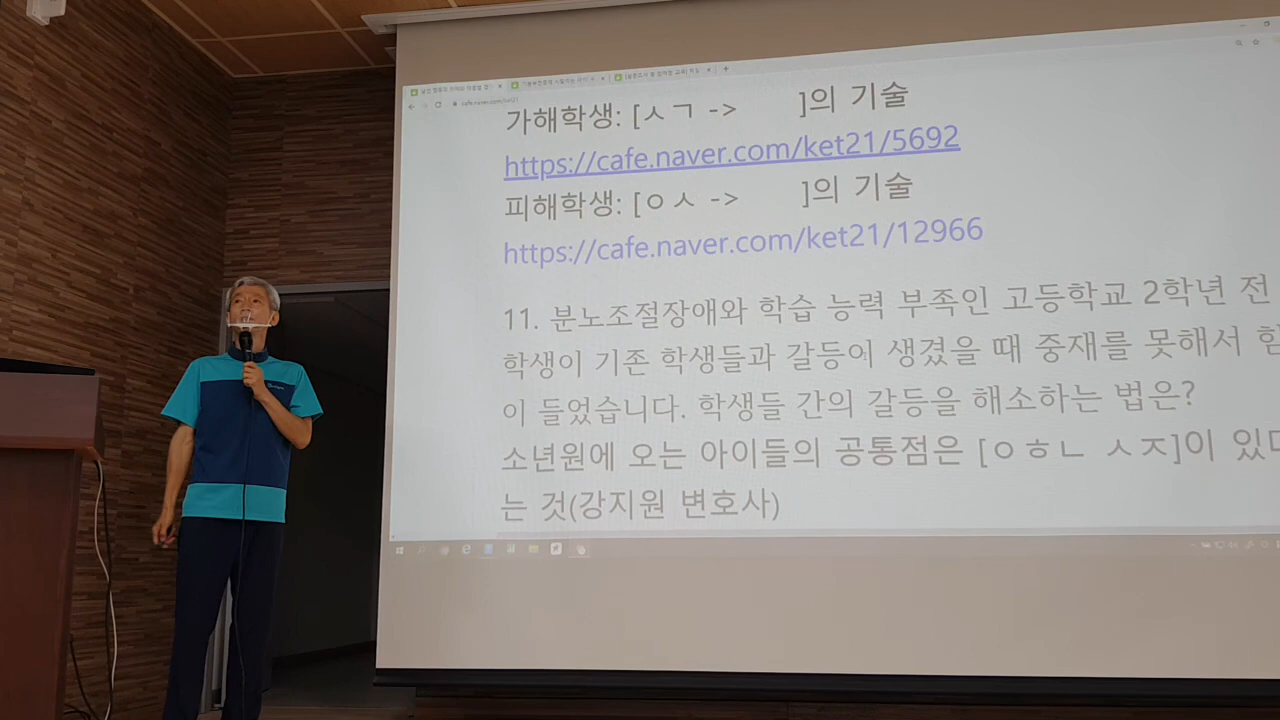 cafe.naver.com/ket21
가해학생: [ㅅㄱ -> ]의 기술
https://cafe.naver.com/ket21/5692
피해학생: [ㅇㅅ -> ]의 기술
https://cafe.naver.com/ket21/12966
11. 분노조절장애와 학습 능력 부족인 고등학교 2학년 전
학생이 기존 학생들과 갈등이 생겼을 때 중재를 못해서 힘
이 들었습니다. 학생들 간의 갈등을 해소하는 법은?
소년원에 오는 아이들의 공통점은 [ㅇㅎㄴ ㅅㅈ]이 있다
는 것(강지원 변호사)